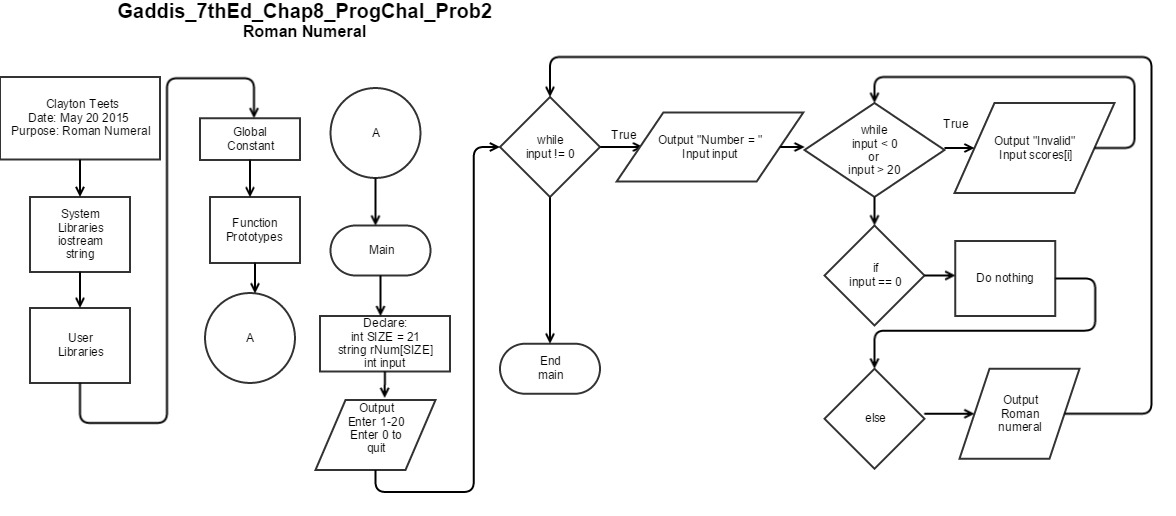 Gaddis_7thEd_Chap8_ProgChal_Prob2
Roman Numeral
Clayton Teets
Date: May 20 2015
Purpose: Roman Numeral
System
Libraries
iostream
string
User
Libraries
Global
Constant
Function
Prototypes
A
A
Main
Declare:
int SIZE = 21
string rNum[SIZE]
int input
Output
Enter 1-20
Enter 0 to
quit
while
input != 0
True
End
main
Output "Number = "
Input input
while
input < 0
or
input > 20
True
Output "Invalid"
Input scores[i]
if
input == 0
Do nothing
else
Output
Roman
numeral